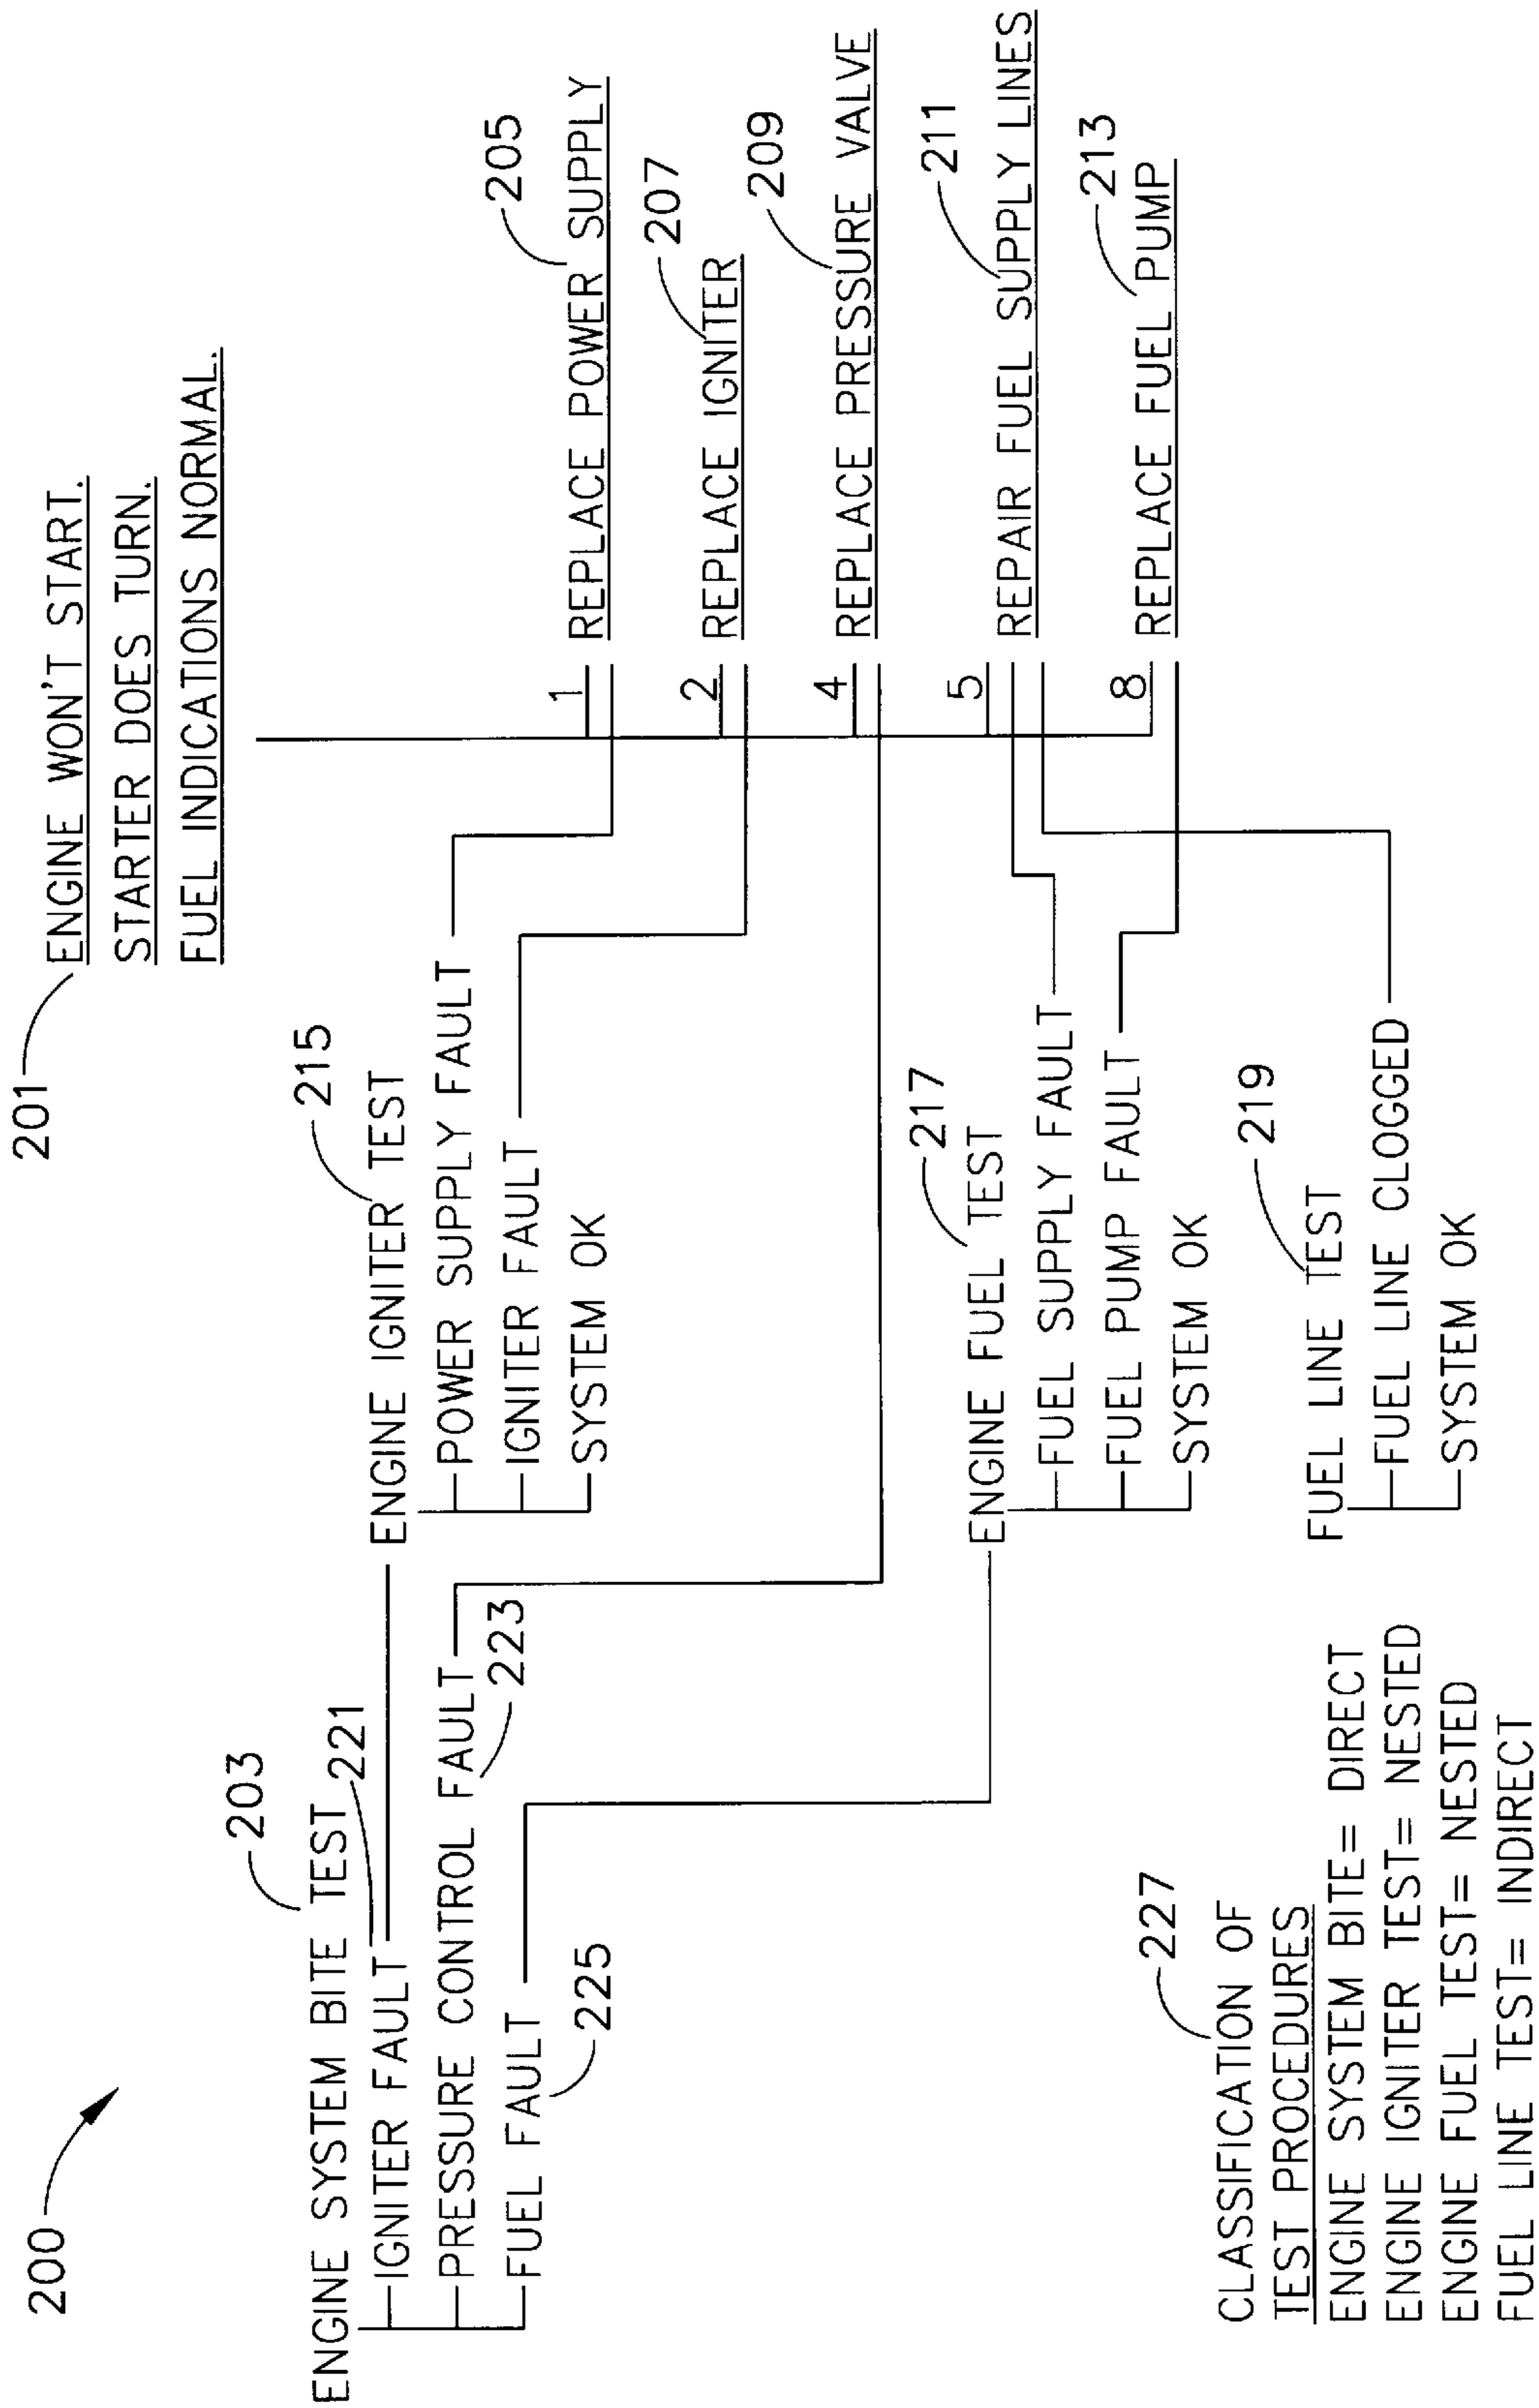 200
201
ENGINE WON'T START.
STARTER DOES TURN.
FUEL INDICATIONS NORMAL.
203
ENGINE SYSTEM BITE TEST
221
IGNITER FAULT
PRESSURE CONTROL FAULT
223
FUEL FAULT
225
215
ENGINE IGNITER TEST
POWER SUPPLY FAULT
IGNITER FAULT
SYSTEM OK
217
ENGINE FUEL TEST
FUEL SUPPLY FAULT
FUEL PUMP FAULT
SYSTEM OK
219
FUEL LINE TEST
FUEL LINE CLOGGED
SYSTEM OK
205
1 REPLACE POWER SUPPLY
207
2 REPLACE IGNITER
209
4 REPLACE PRESSURE VALVE
211
5 REPAIR FUEL SUPPLY LINES
213
8 REPLACE FUEL PUMP
227
CLASSIFICATION OF
TEST PROCEDURES
ENGINE SYSTEM BITE= DIRECT
ENGINE IGNITER TEST= NESTED
ENGINE FUEL TEST= NESTED
FUEL LINE TEST= INDIRECT